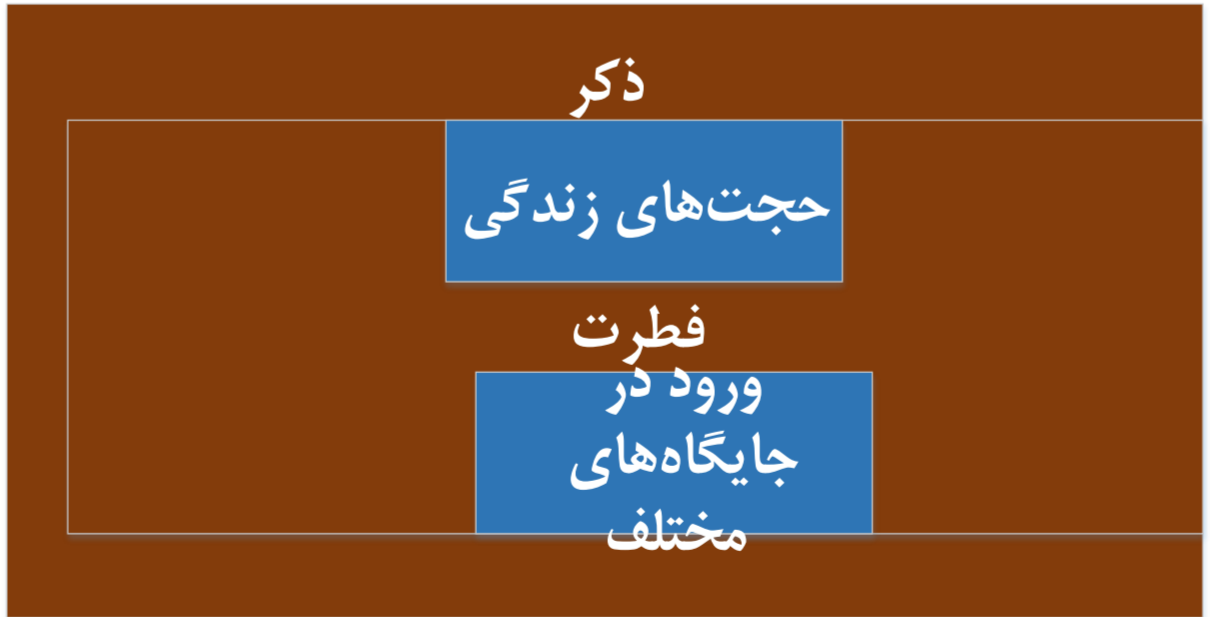 ذکر
حجت‌های زندگی
فطرت
ورود در
جایگاه‌های
مختلف